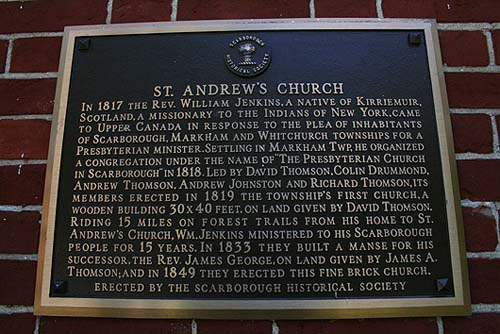 SCARBOROUGH
HISTORICAL SOCIETY
ST. ANDREW'S CHURCH
IN 1817 THE REV. WILLIAM JENKINS, A NATIVE OF KIRRIEMUIR,
SCOTLAND, A MISSIONARY TO THE INDIANS OF NEW YORK, CAME
TO UPPER CANADA IN RESPONSE TO THE PLEA OF INHABITANTS
OF SCARBOROUGH, MARKHAM AND WHITCHURCH TOWNSHIPS FOR A
PRESBYTERIAN MINISTER. SETTLING IN MARKHAM TWP., HE ORGANIZED
A CONGREGATION UNDER THE NAME OF "THE PRESBYTERIAN CHURCH
IN SCARBOROUGH" IN 1818. LED BY DAVID THOMSON, COLIN DRUMMOND,
ANDREW THOMSON, ANDREW JOHNSTON AND RICHARD THOMSON, ITS
MEMBERS ERECTED IN 1819 THE TOWNSHIP'S FIRST CHURCH, A
WOODEN BUILDING 30 X 40 FEET, ON LAND GIVEN BY DAVID THOMSON.
RIDING 15 MILES ON FOREST TRAILS FROM HIS HOME TO ST.
ANDREW'S CHURCH, WM. JENKINS MINISTERED TO HIS SCARBOROUGH
PEOPLE FOR 15 YEARS. IN 1833 THEY BUILT A MANSE FOR HIS
SUCCESSOR, THE REV. JAMES GEORGE, ON LAND GIVEN BY JAMES A.
THOMSON; AND IN 1849 THEY ERECTED THIS FINE BRICK CHURCH.
ERECTED BY THE SCARBOROUGH HISTORICAL SOCIETY